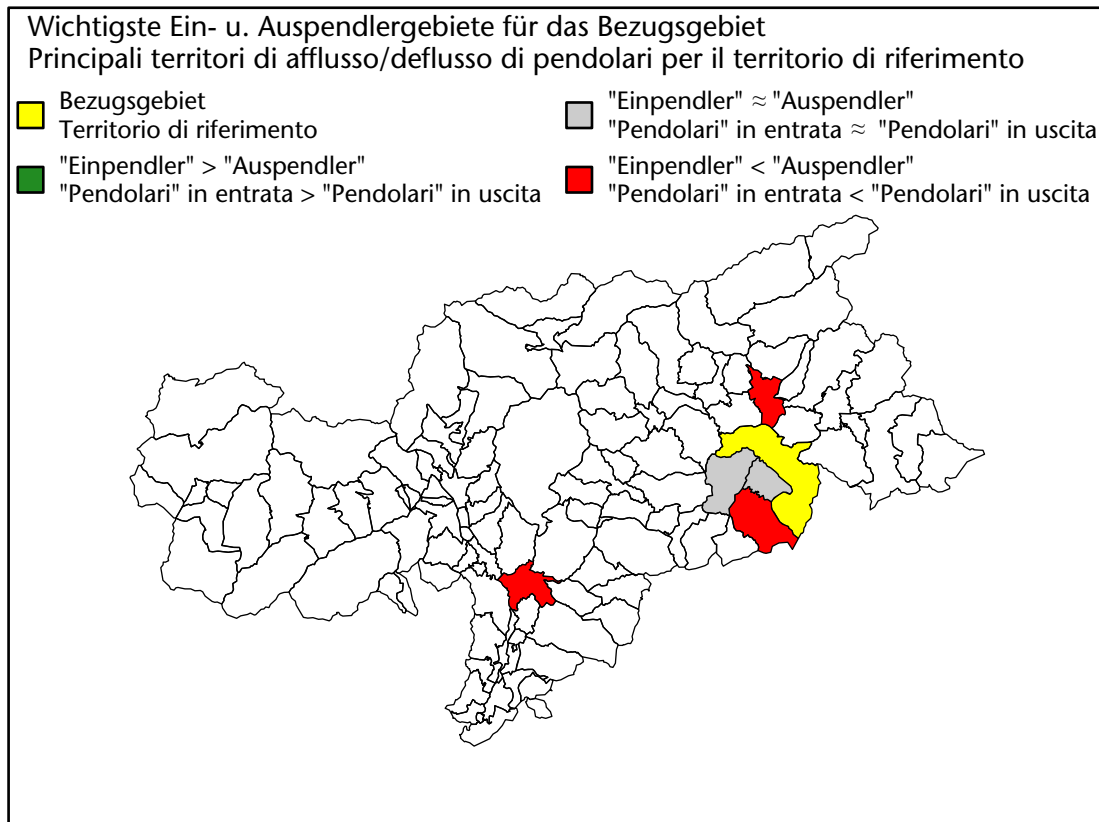 Wichtigste Ein- u. Auspendlergebiete für das Bezugsgebiet
Principali territori di afflusso/deflusso di pendolari per il territorio di riferimento
Bezugsgebiet
Territorio di riferimento
"Einpendler" > "Auspendler"
"Pendolari" in entrata > "Pendolari" in uscita
"Einpendler" ≈ "Auspendler"
"Pendolari" in entrata ≈ "Pendolari" in uscita
"Einpendler" < "Auspendler"
"Pendolari" in entrata < "Pendolari" in uscita